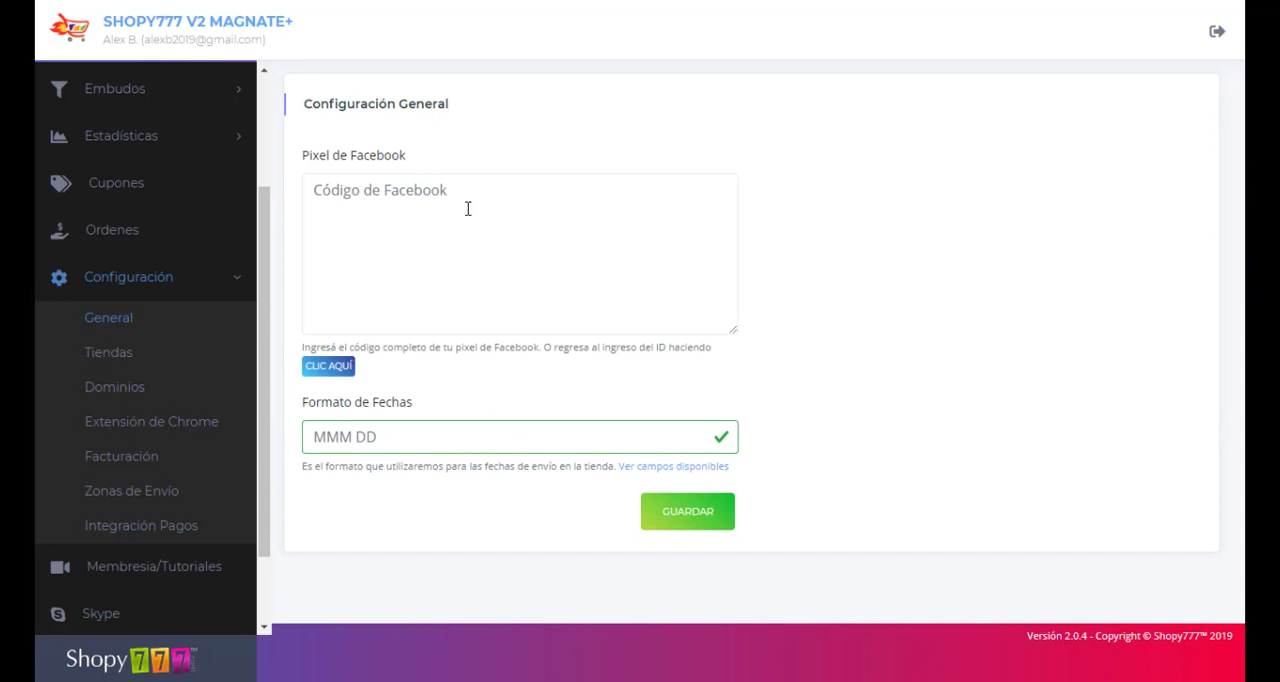 SHOPY777 V2 MAGNATE+
Alex B. (alexb2019@gmail.com)
Embudos
Estadísticas
Cupones
Ordenes
Configuración
General
Tiendas
Dominios
Extensión de Chrome
Facturación
Zonas de Envío
Integración Pagos
Membresia/Tutoriales
Skype
Shopy777
Configuración General
Pixel de Facebook
Código de Facebook
Ingresá el código completo de tu pixel de Facebook. O regresa al ingreso del ID haciendo
CLIC AQUÍ
Formato de Fechas
MMM DD
Es el formato que utilizaremos para las fechas de envío en la tienda. Ver campos disponibles
GUARDAR
Versión 2.0.4 - Copyright © Shopy777™ 2019